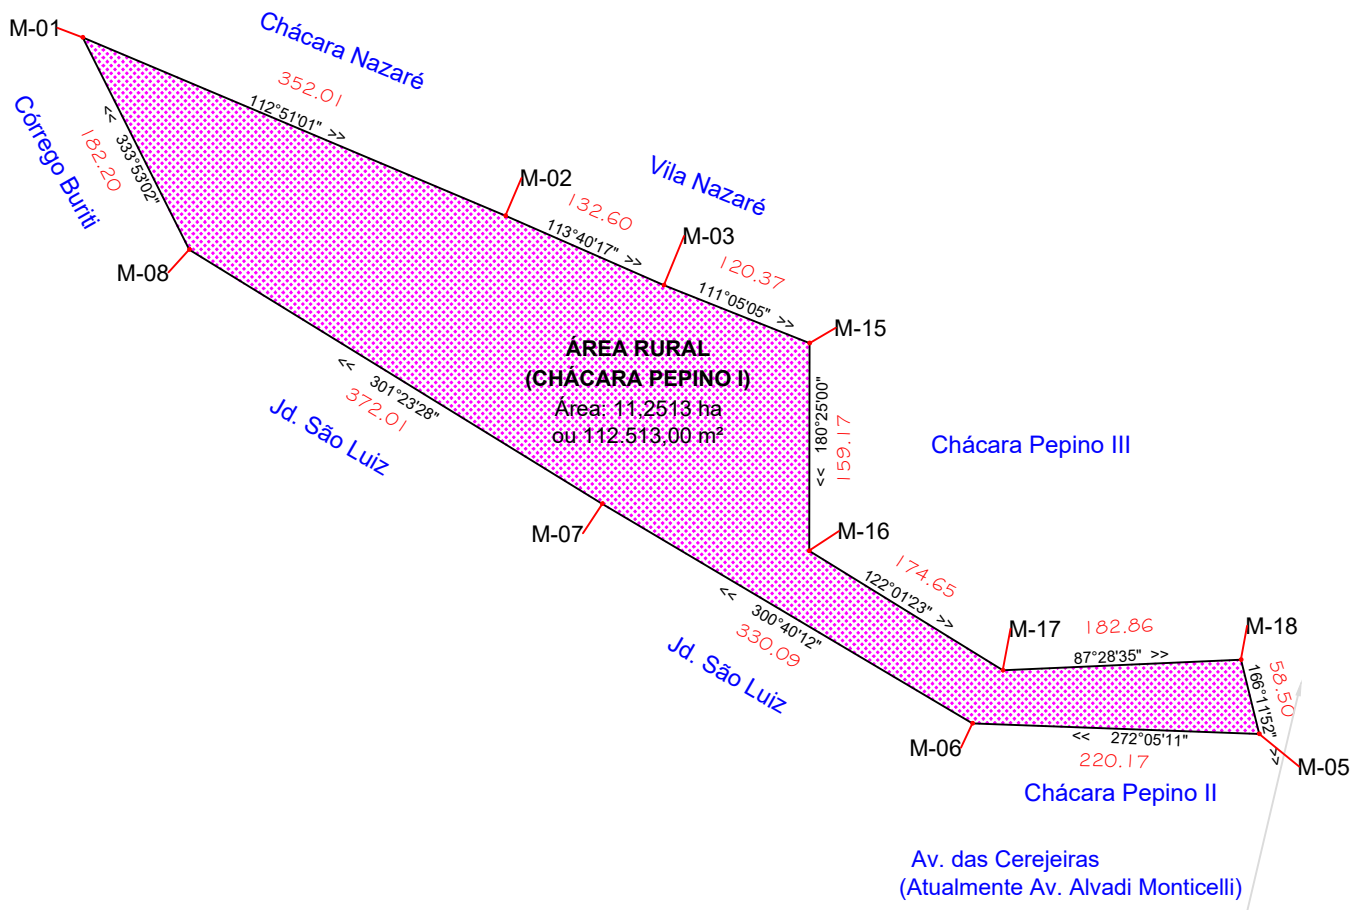 M-01
Chácara Nazaré
352.01
112°51'01" >>
Córrego Buriti
182.20
<< 333°53'02"
M-02
Vila Nazaré
132.60
113°40'17" >>
M-03
120.37
111°05'05" >>
M-08
M-15
ÁREA RURAL
(CHÁCARA PEPINO I)
Área: 11,2513 ha
ou 112.513,00 m²
<< 301°23'28"
372.01
Jd. São Luiz
<< 180°25'00"
159.17
Chácara Pepino III
M-07
M-16
174.65
122°01'23" >>
<< 300°40'12"
330.09
Jd. São Luiz
M-17
182.86
87°28'35" >>
M-18
58.50
166°11'52" >>
M-06
<< 272°05'11"
220.17
M-05
Chácara Pepino II
Av. das Cerejeiras
(Atualmente Av. Alvadi Monticelli)